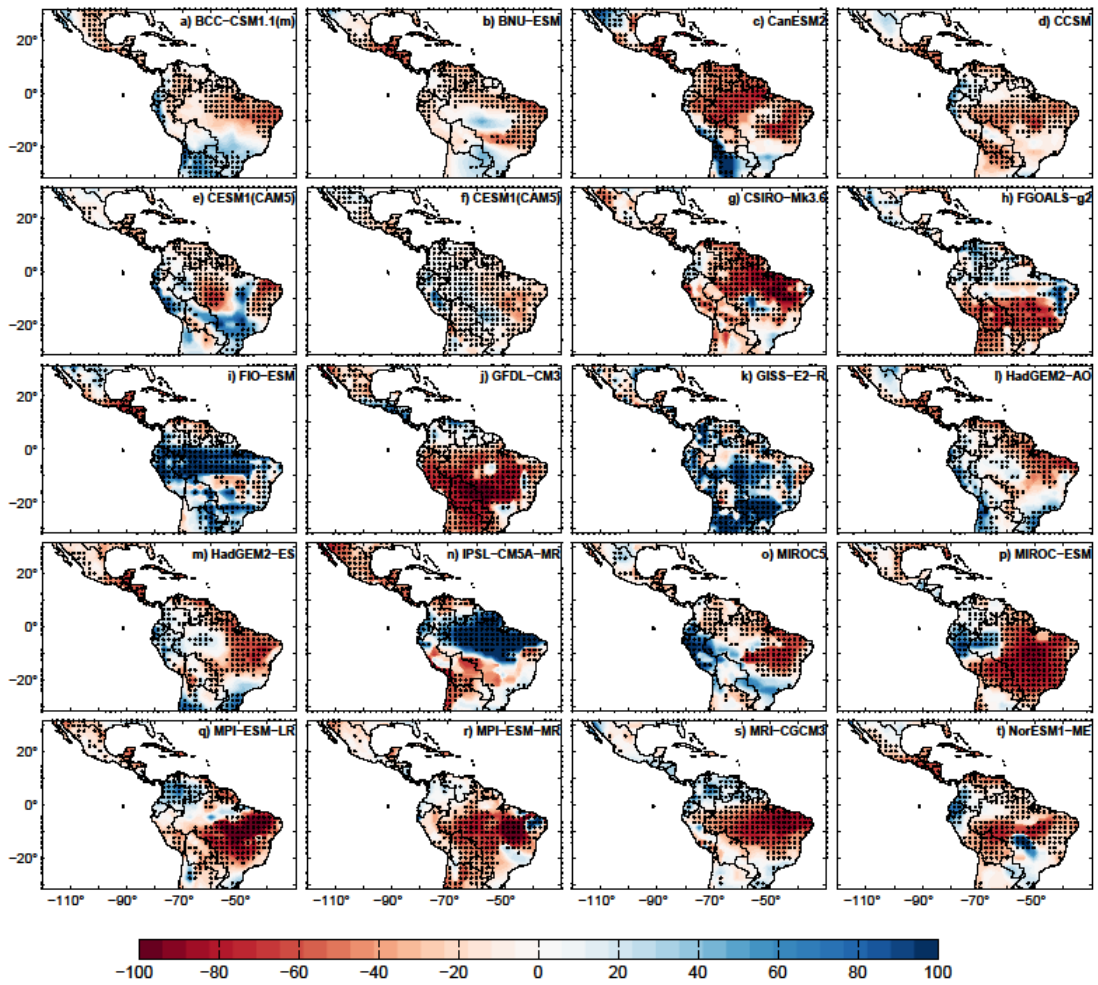 a) BCC−CSM1.1(m) b) BNU−ESM c) CanESM2 d) CCSM
20°
0°
−20°
e) CESM1(CAM5) f) CESM1(CAM5) g) CSIRO−Mk3.6 h) FGOALS−g2
20°
0°
−20°
i) FIO−ESM j) GFDL−CM3 k) GISS−E2−R l) HadGEM2−AO
20°
0°
−20°
m) HadGEM2−ES n) IPSL−CM5A−MR o) MIROC5 p) MIROC−ESM
20°
0°
−20°
q) MPI−ESM−LR r) MPI−ESM−MR s) MRI−CGCM3 t) NorESM1−ME
20°
0°
−20°
−110° −90° −70° −50° −110° −90° −70° −50° −110° −90° −70° −50° −110° −90° −70° −50°
−100 −80 −60 −40 −20 0 20 40 60 80 100